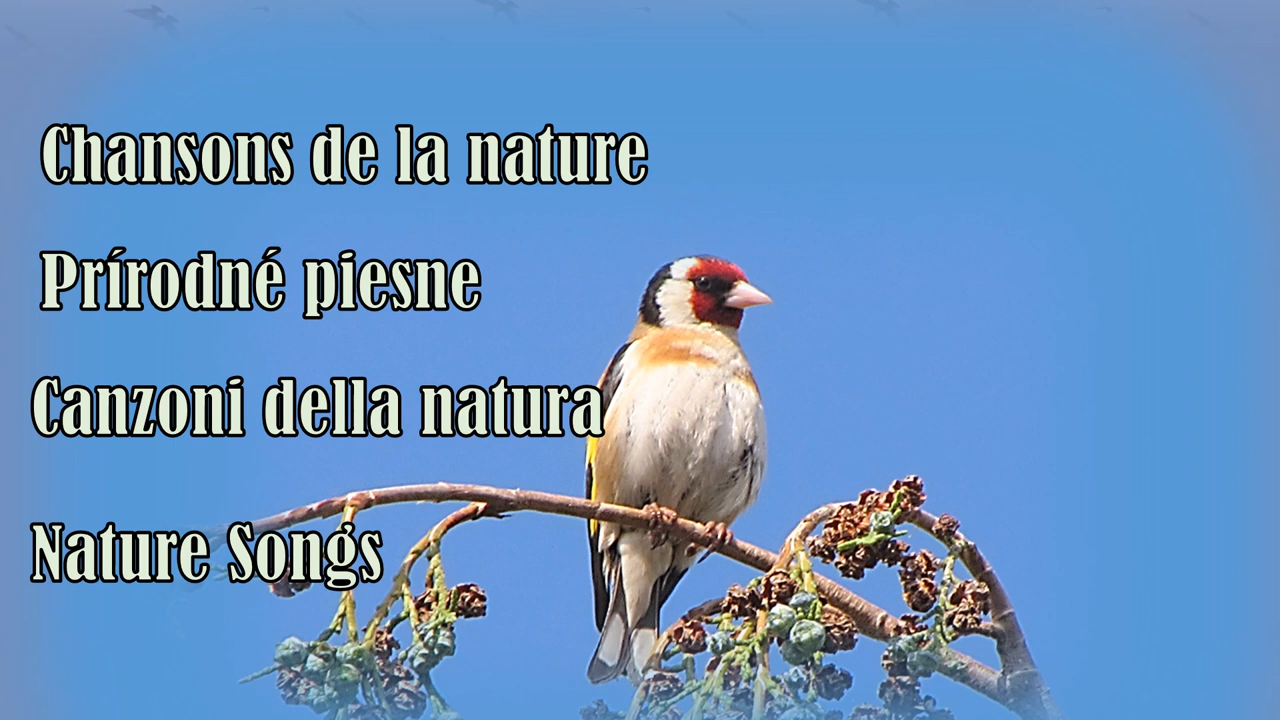 Chansons de la nature
Prírodné piesne
Canzoni della natura
Nature Songs